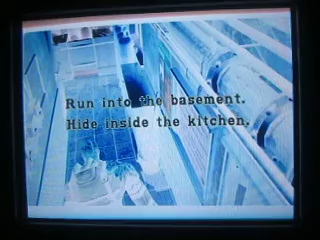 Run into the basement.
Hide inside the kitchen.